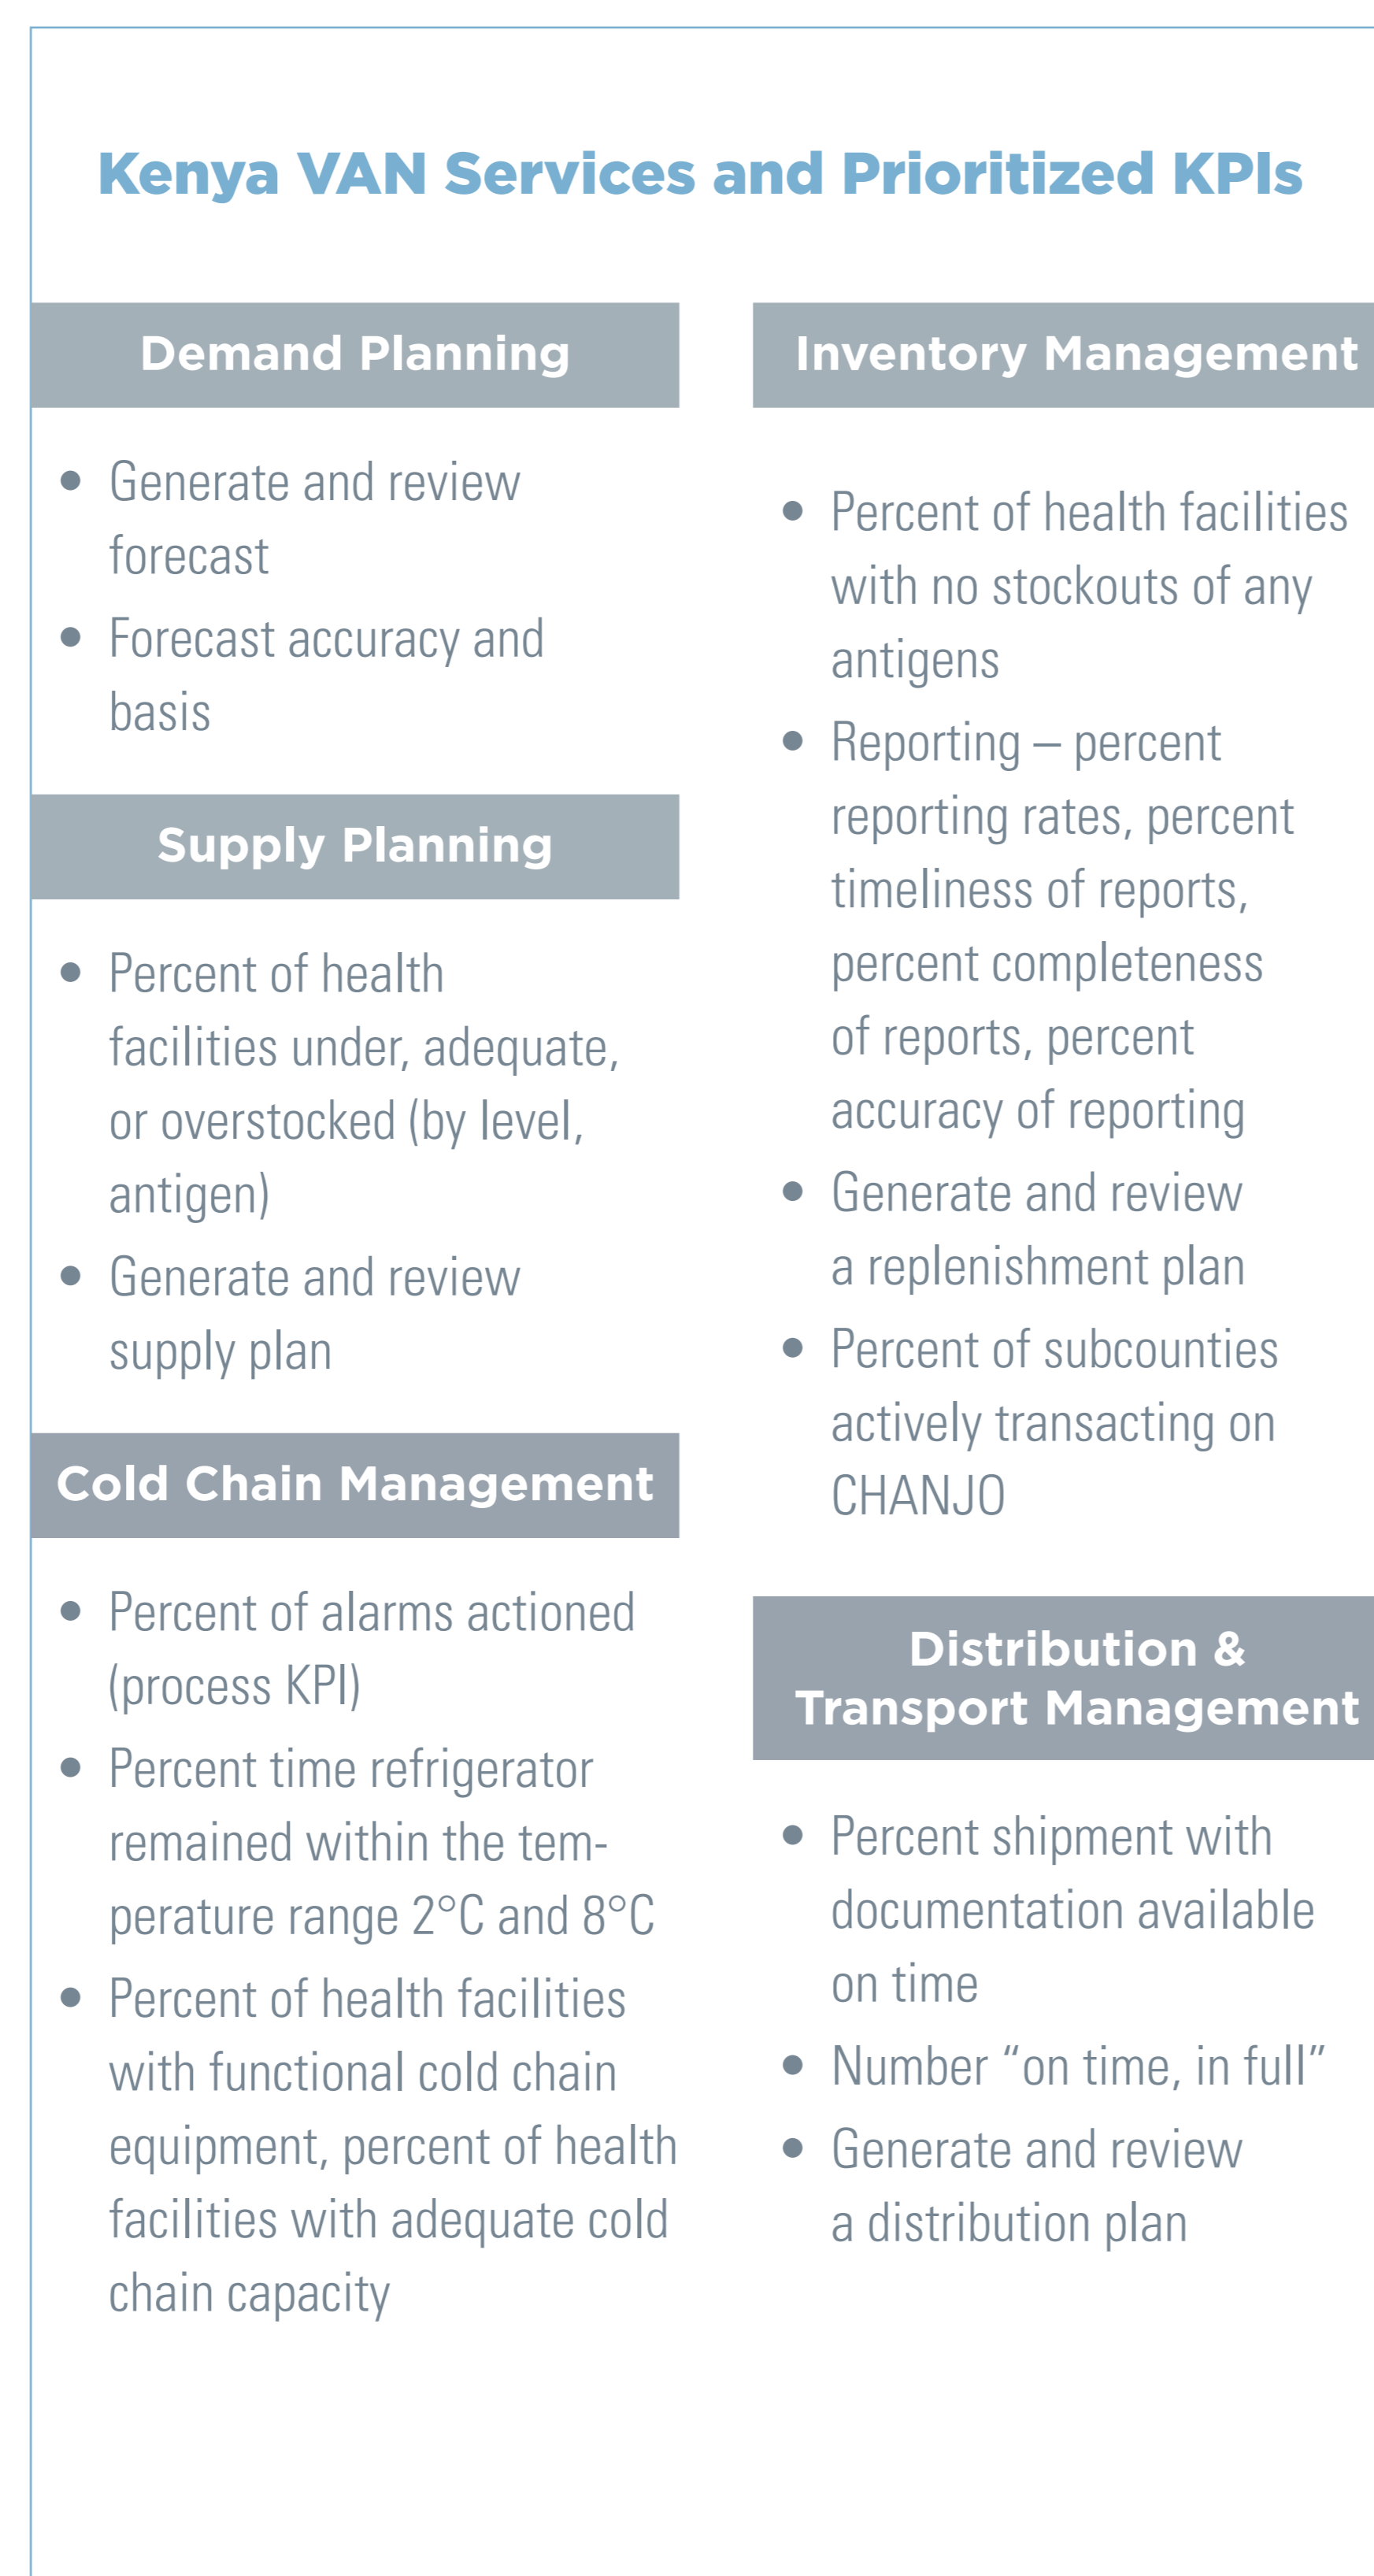 Kenya VAN Services and Prioritized KPIs
Demand Planning
• Generate and review
forecast
• Forecast accuracy and
basis
Supply Planning
• Percent of health
facilities under, adequate,
or overstocked (by level,
antigen)
• Generate and review
supply plan
Cold Chain Management
• Percent of alarms actioned
(process KPI)
• Percent time refrigerator
remained within the tem-
perature range 2°C and 8°C
• Percent of health facilities
with functional cold chain
equipment, percent of health
facilities with adequate cold
chain capacity
Inventory Management
• Percent of health facilities
with no stockouts of any
antigens
• Reporting – percent
reporting rates, percent
timeliness of reports,
percent completeness
of reports, percent
accuracy of reporting
• Generate and review
a replenishment plan
• Percent of subcounties
actively transacting on
CHANJO
Distribution &
Transport Management
• Percent shipment with
documentation available
on time
• Number “on time, in full”
• Generate and review
a distribution plan